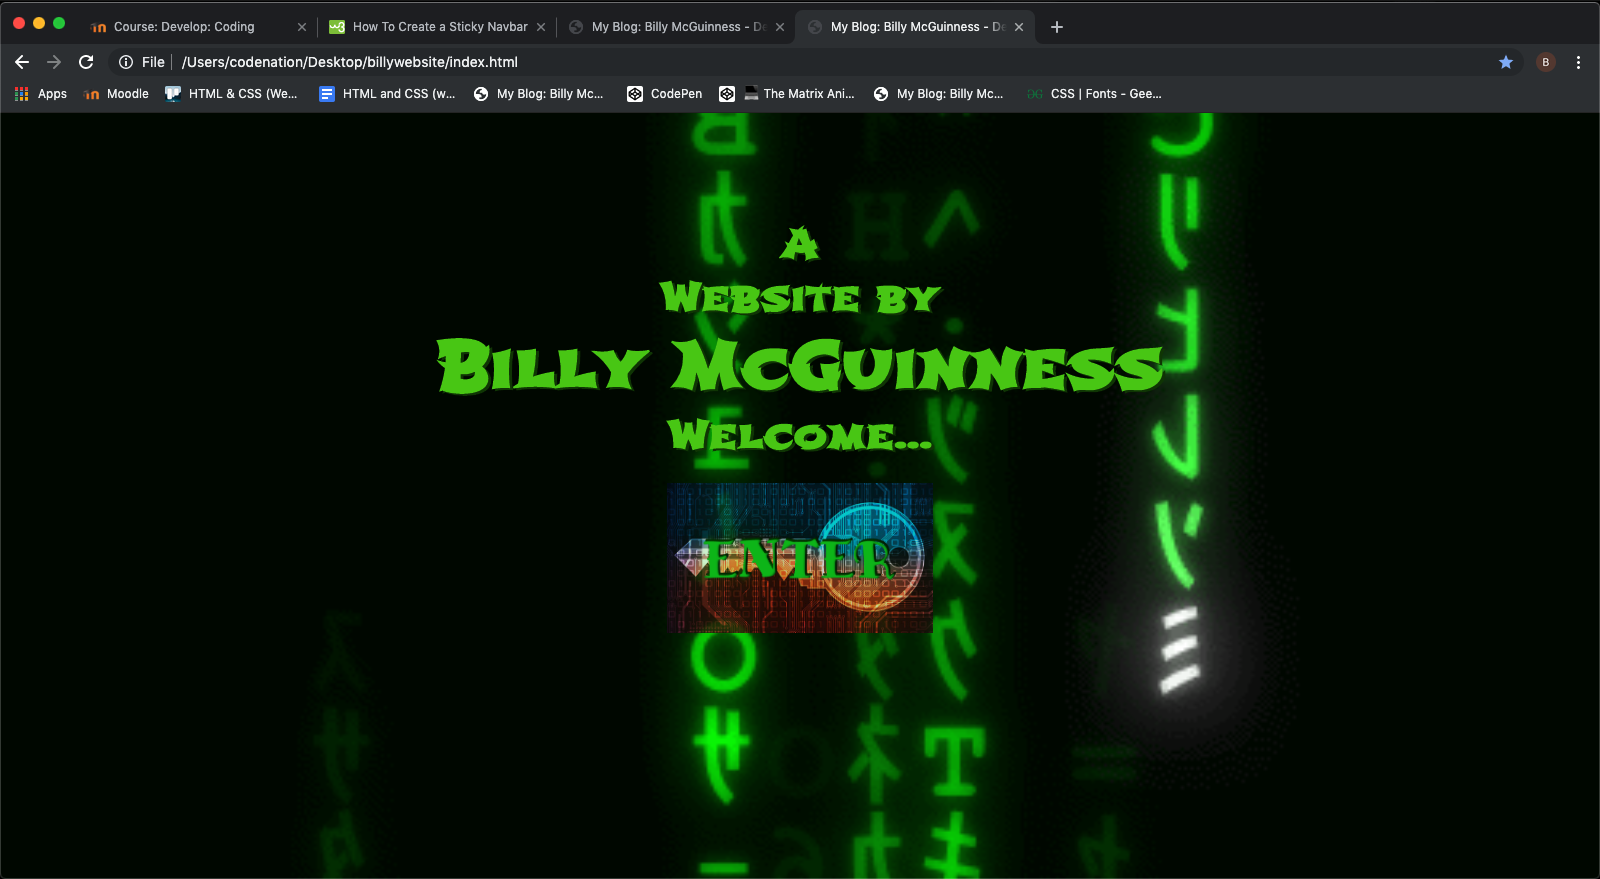 Course: Develop: Coding
How To Create a Sticky Navbar
My Blog: Billy McGuinness - De
My Blog: Billy McGuinness - De
File
/Users/codenation/Desktop/billywebsite/index.html
B
Apps
Moodle
HTML & CSS (We...
HTML and CSS (w...
My Blog: Billy Mc...
CodePen
The Matrix Ani...
My Blog: Billy Mc...
CSS | Fonts - Gee...
A
Website by
Billy McGuinness
Welcome...
ENTER